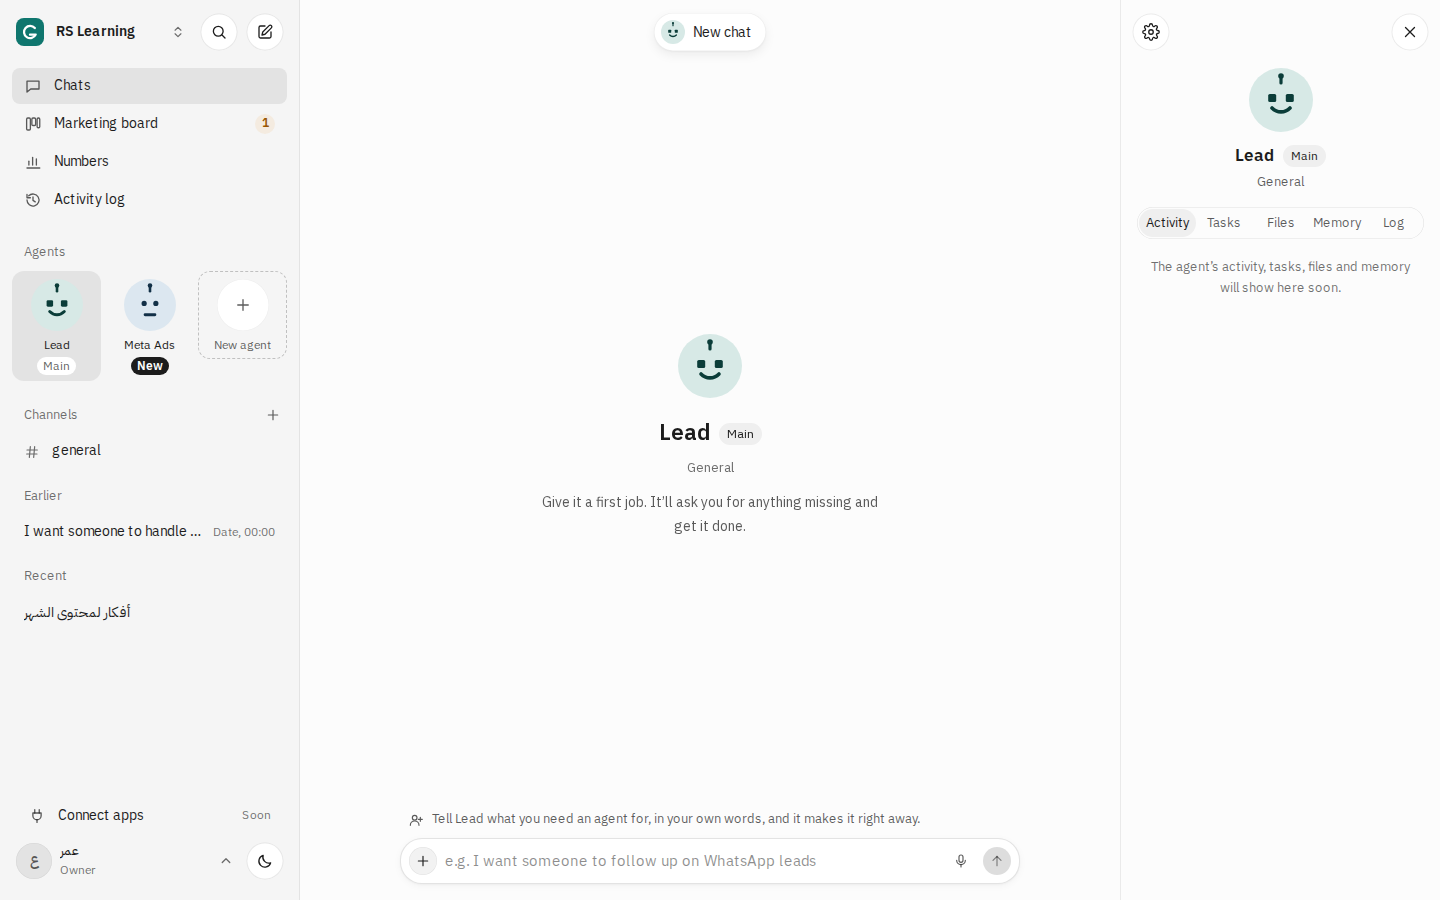 RS Learning
Chats
Marketing board 1
Numbers
Activity log
Agents
Lead
Main
Meta Ads
New
New agent
Channels
# general
Earlier
I want someone to handle ... Date, 00:00
Recent
أفكار لمحتوى الشهر
Connect apps Soon
ع
عمر
Owner
New chat
Lead Main
General
Give it a first job. It'll ask you for anything missing and
get it done.
Tell Lead what you need an agent for, in your own words, and it makes it right away.
e.g. I want someone to follow up on WhatsApp leads
Lead Main
General
Activity Tasks Files Memory Log
The agent's activity, tasks, files and memory
will show here soon.